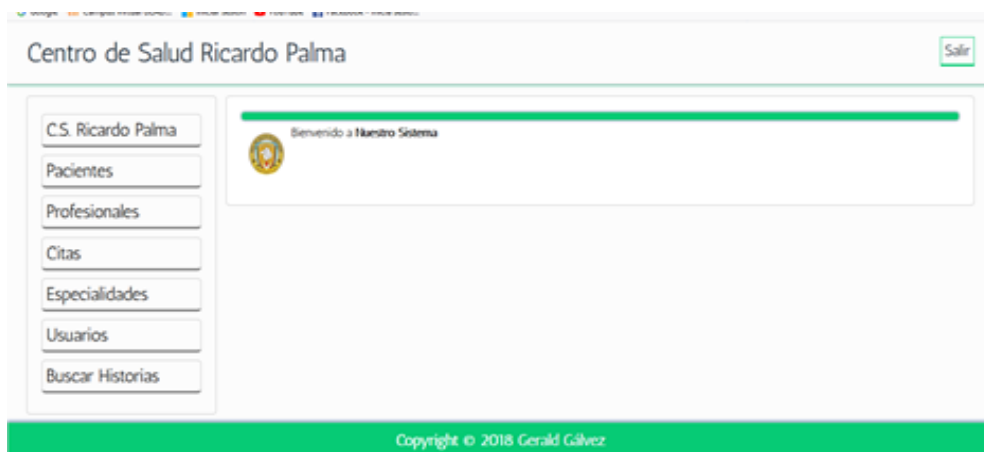 Centro de Salud Ricardo Palma
Salir
C.S. Ricardo Palma
Pacientes
Profesionales
Citas
Especialidades
Usuarios
Buscar Historias
Bienvenido a Nuestro Sistema
Copyright © 2018 Gerald Gálvez